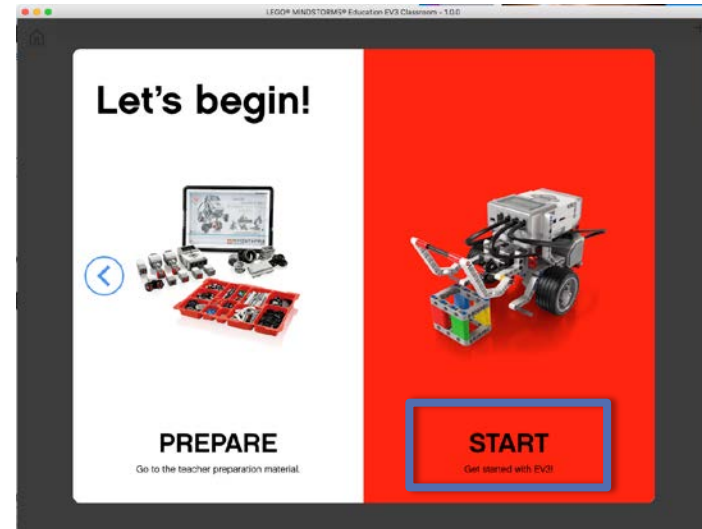 LEGO® MINDSTORMS® Education EV3 Classroom - 1.0.0
Let's begin!
PREPARE
Go to the teacher preparation material.
START
Get started with EV3!